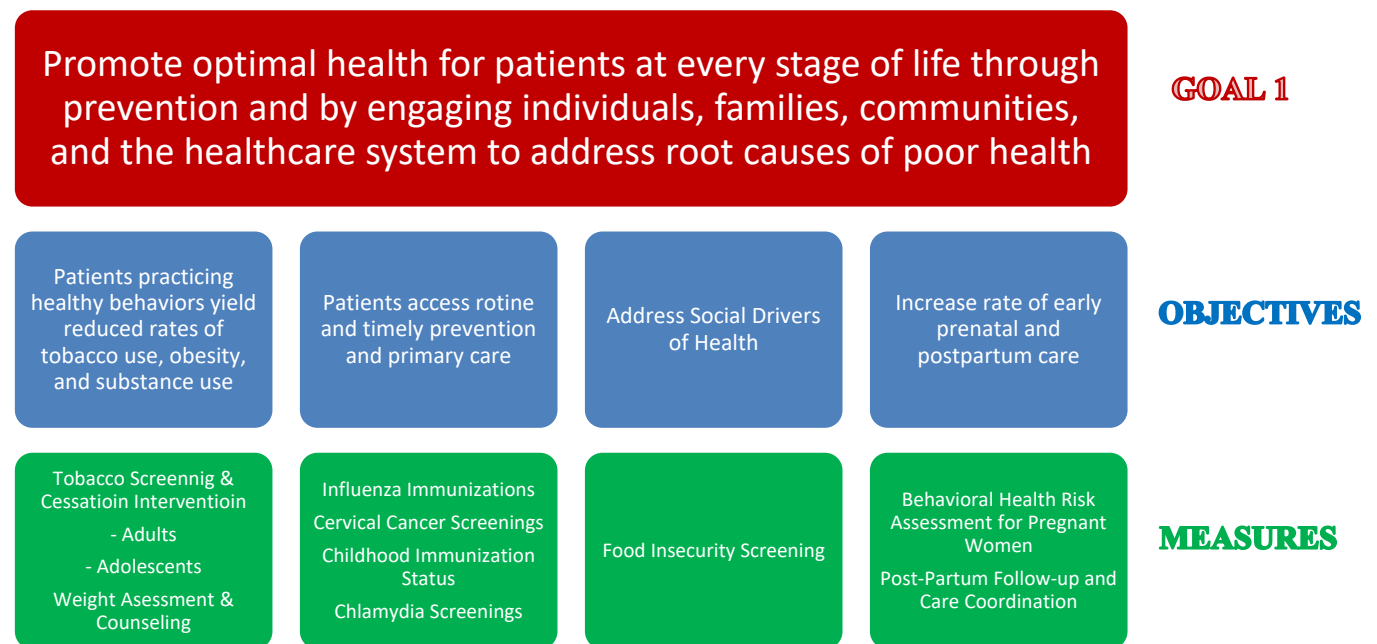 Promote optimal health for patients at every stage of life through
prevention and by engaging individuals, families, communities,
and the healthcare system to address root causes of poor health
GOAL 1
Patients practicing
healthy behaviors yield
reduced rates of
tobacco use, obesity,
and substance use
Patients access rotine
and timely prevention
and primary care
Address Social Drivers
of Health
Increase rate of early
prenatal and
postpartum care
OBJECTIVES
Tobacco Screennig &
Cessatioin Interventioin
- Adults
- Adolescents
Weight Asessment &
Counseling
Influenza Immunizations
Cervical Cancer Screenings
Childhood Immunization
Status
Chlamydia Screenings
Food Insecurity Screening
Behavioral Health Risk
Assessment for Pregnant
Women
Post-Partum Follow-up and
Care Coordination
MEASURES